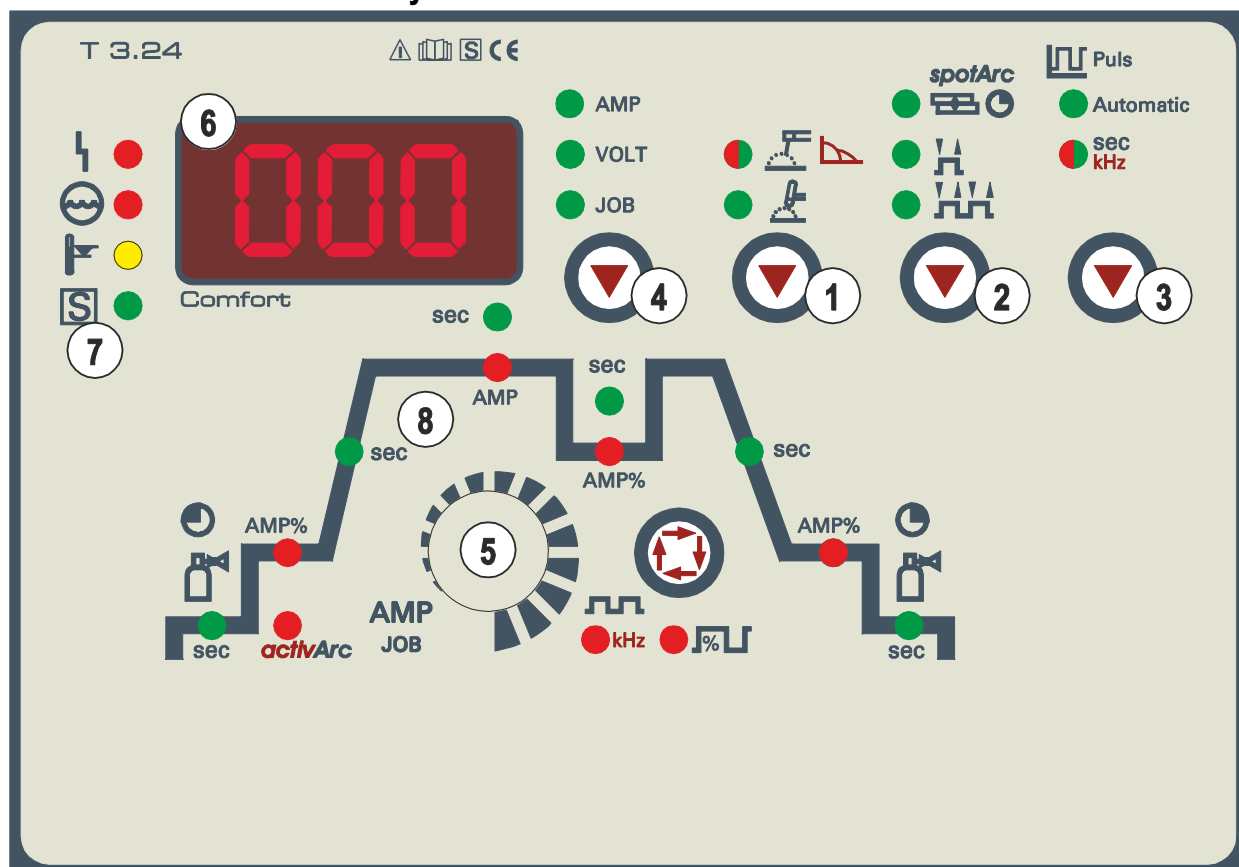 T 3.24
S CE
Puls
spotArc
AMP
Automatic
6
000
VOLT
sec
kHz
JOB
Comfort
S
4
1
2
3
7
sec
sec
AMP
8
sec
sec
AMP%
5
AMP%
AMP%
AMP
JOB
kHz
%
sec
activArc
sec